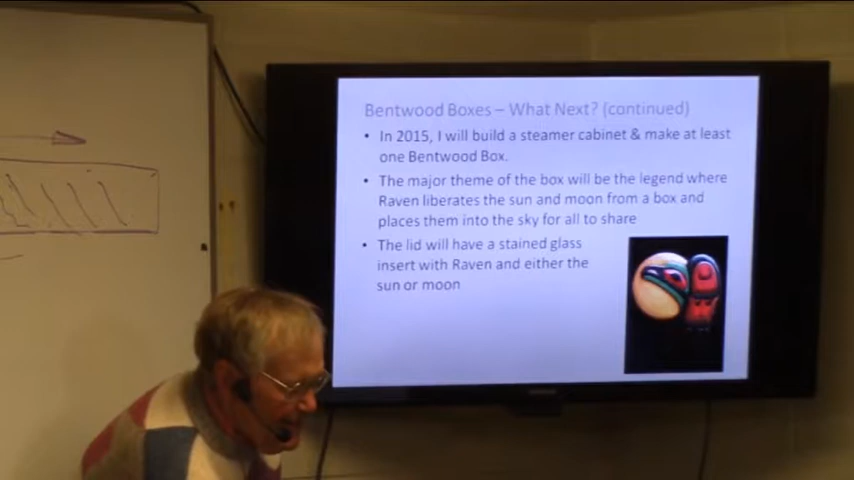 Bentwood Boxes – What Next? (continued)
• In 2015, I will build a steamer cabinet & make at least
one Bentwood Box.
• The major theme of the box will be the legend where
Raven liberates the sun and moon from a box and
places them into the sky for all to share
• The lid will have a stained glass
insert with Raven and either the
sun or moon